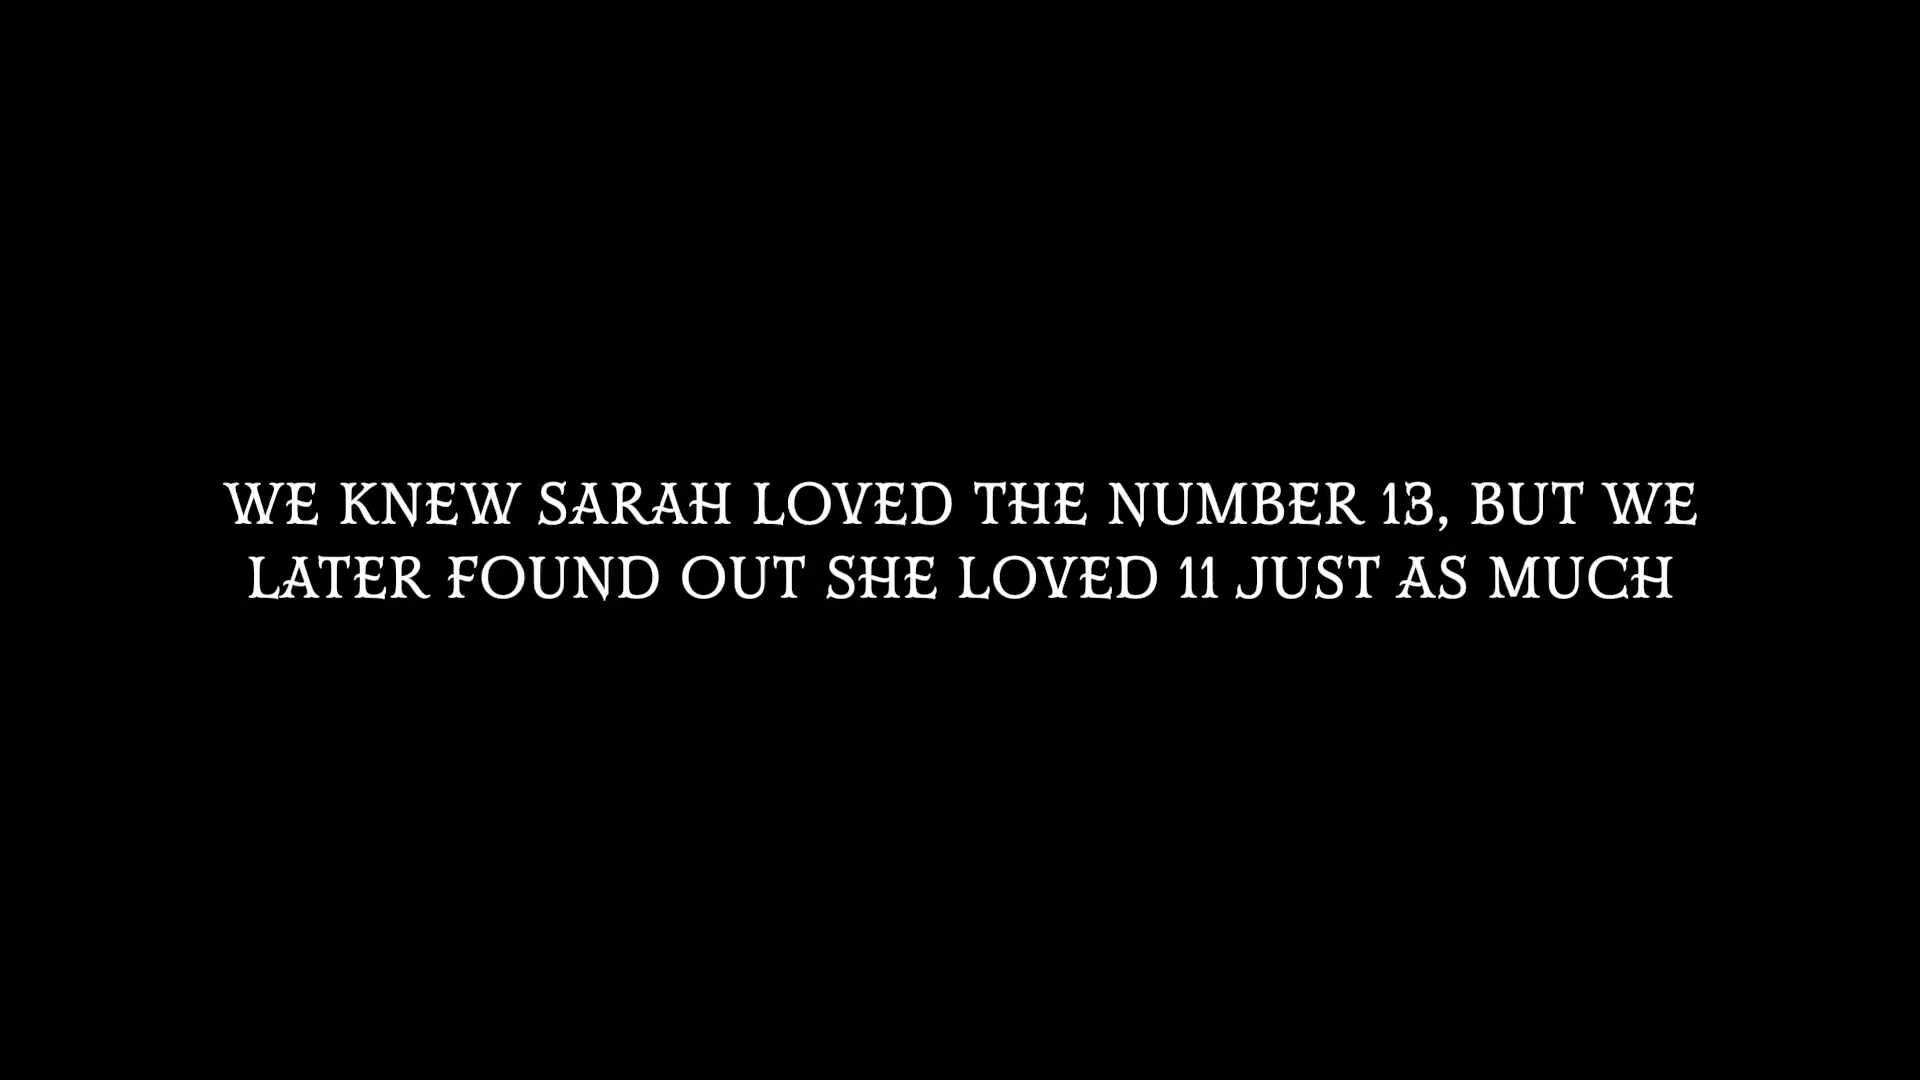 WE KNEW SARAH LOVED THE NUMBER 13, BUT WE
LATER FOUND OUT SHE LOVED 11 JUST AS MUCH